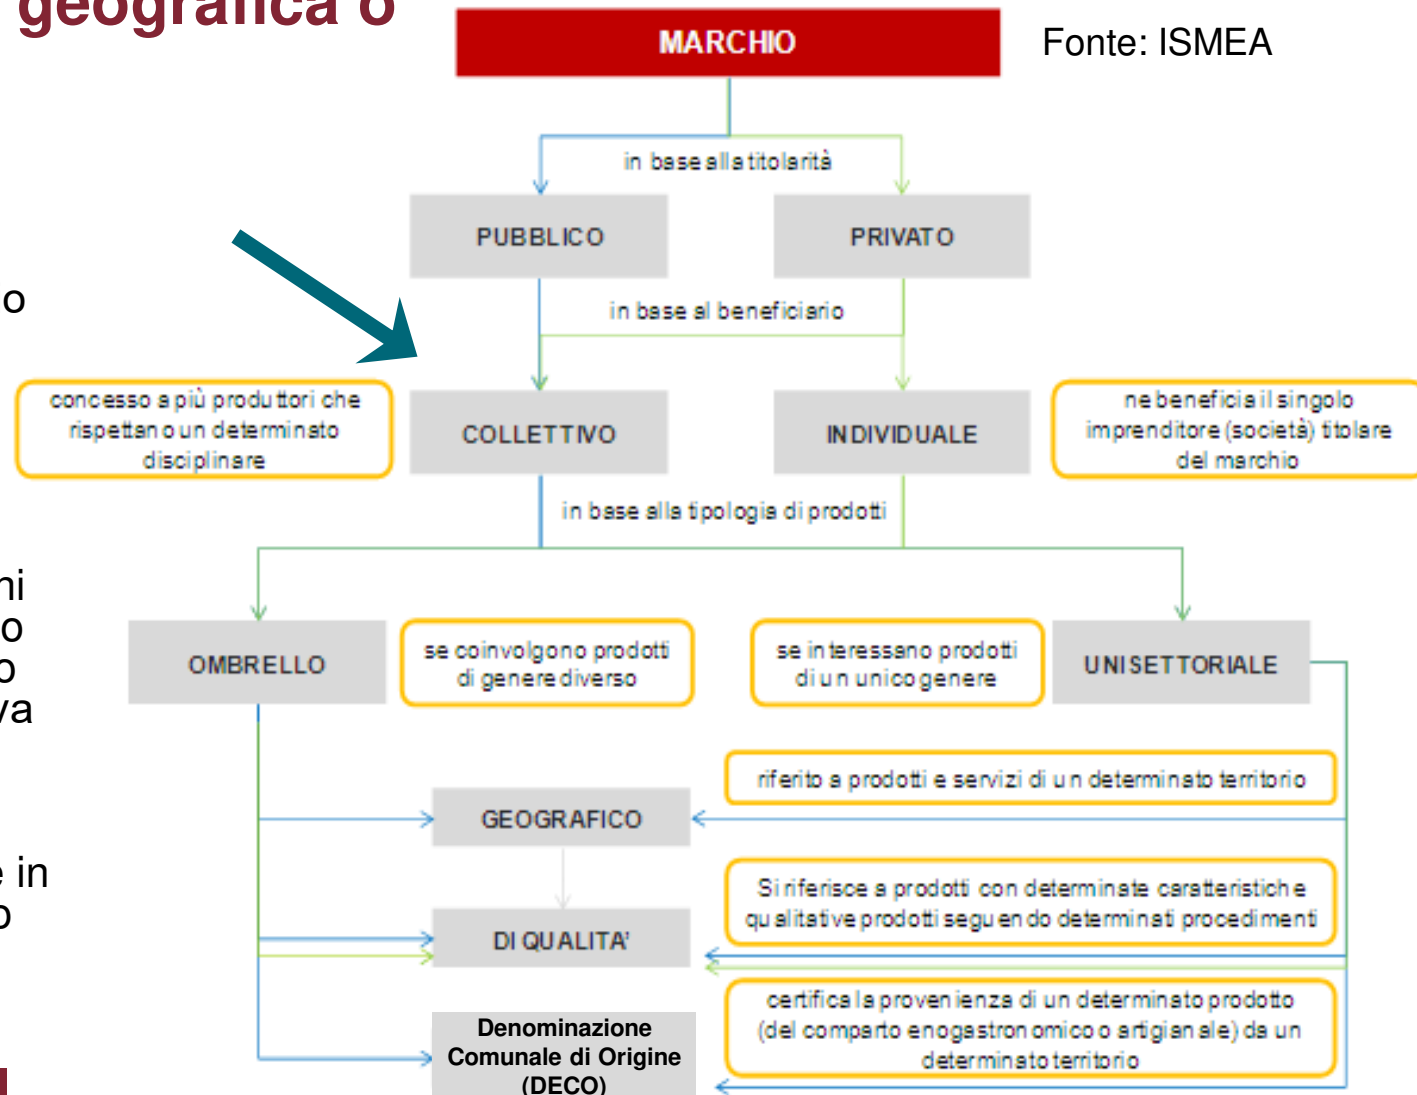 geografica o
MARCHIO
Fonte: ISMEA
in base alla titolarità
PUBBLICO
PRIVATO
o
in base al beneficiario
concesso a più produttori che
rispettano un determinato
disciplinare
COLLETTIVO
INDIVIDUALE
ne beneficia il singolo
imprenditore (società) titolare
del marchio
in base alla tipologia di prodotti
ni
o
o
va
OMBRELLO
se coinvolgono prodotti
di genere diverso
se interessano prodotti
di un unico genere
UNISETTORIALE
riferito a prodotti e servizi di un determinato territorio
GEOGRAFICO
e in
o
Si riferisce a prodotti con determinate caratteristiche
qualitative prodotti seguendo determinati procedimenti
DI QUALITA'
certifica la provenienza di un determinato prodotto
(del comparto enogastronomico o artigianale) da un
determinato territorio
Denominazione
Comunale di Origine
(DECO)